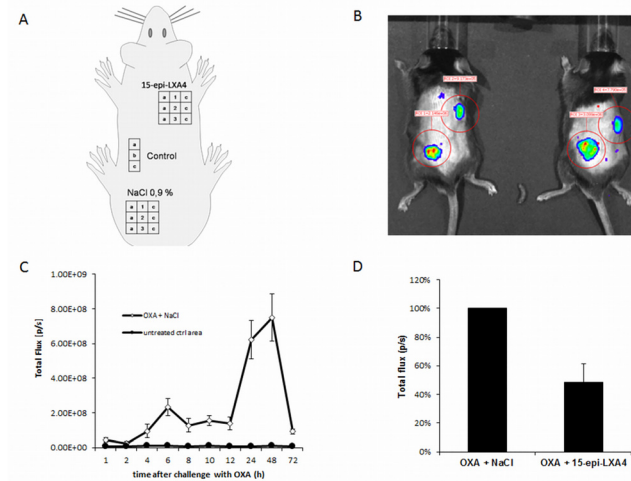 A
15-epi-LXA4
a 1 c
a 2 c
a 3 c
a
b
c
Control
NaCl 0,9 %
a 1 c
a 2 c
a 3 c
B
C
1.00E+09
8.00E+08
6.00E+08
4.00E+08
2.00E+08
0.00E+00
Total Flux [p/s]
OXA + NaCl
untreated ctrl area
1 2 4 6 8 10 12 24 48 72
time after challenge with OXA (h)
D
120%
100%
80%
60%
40%
20%
0%
Total flux (p/s)
OXA + NaCl OXA + 15-epi-LXA4